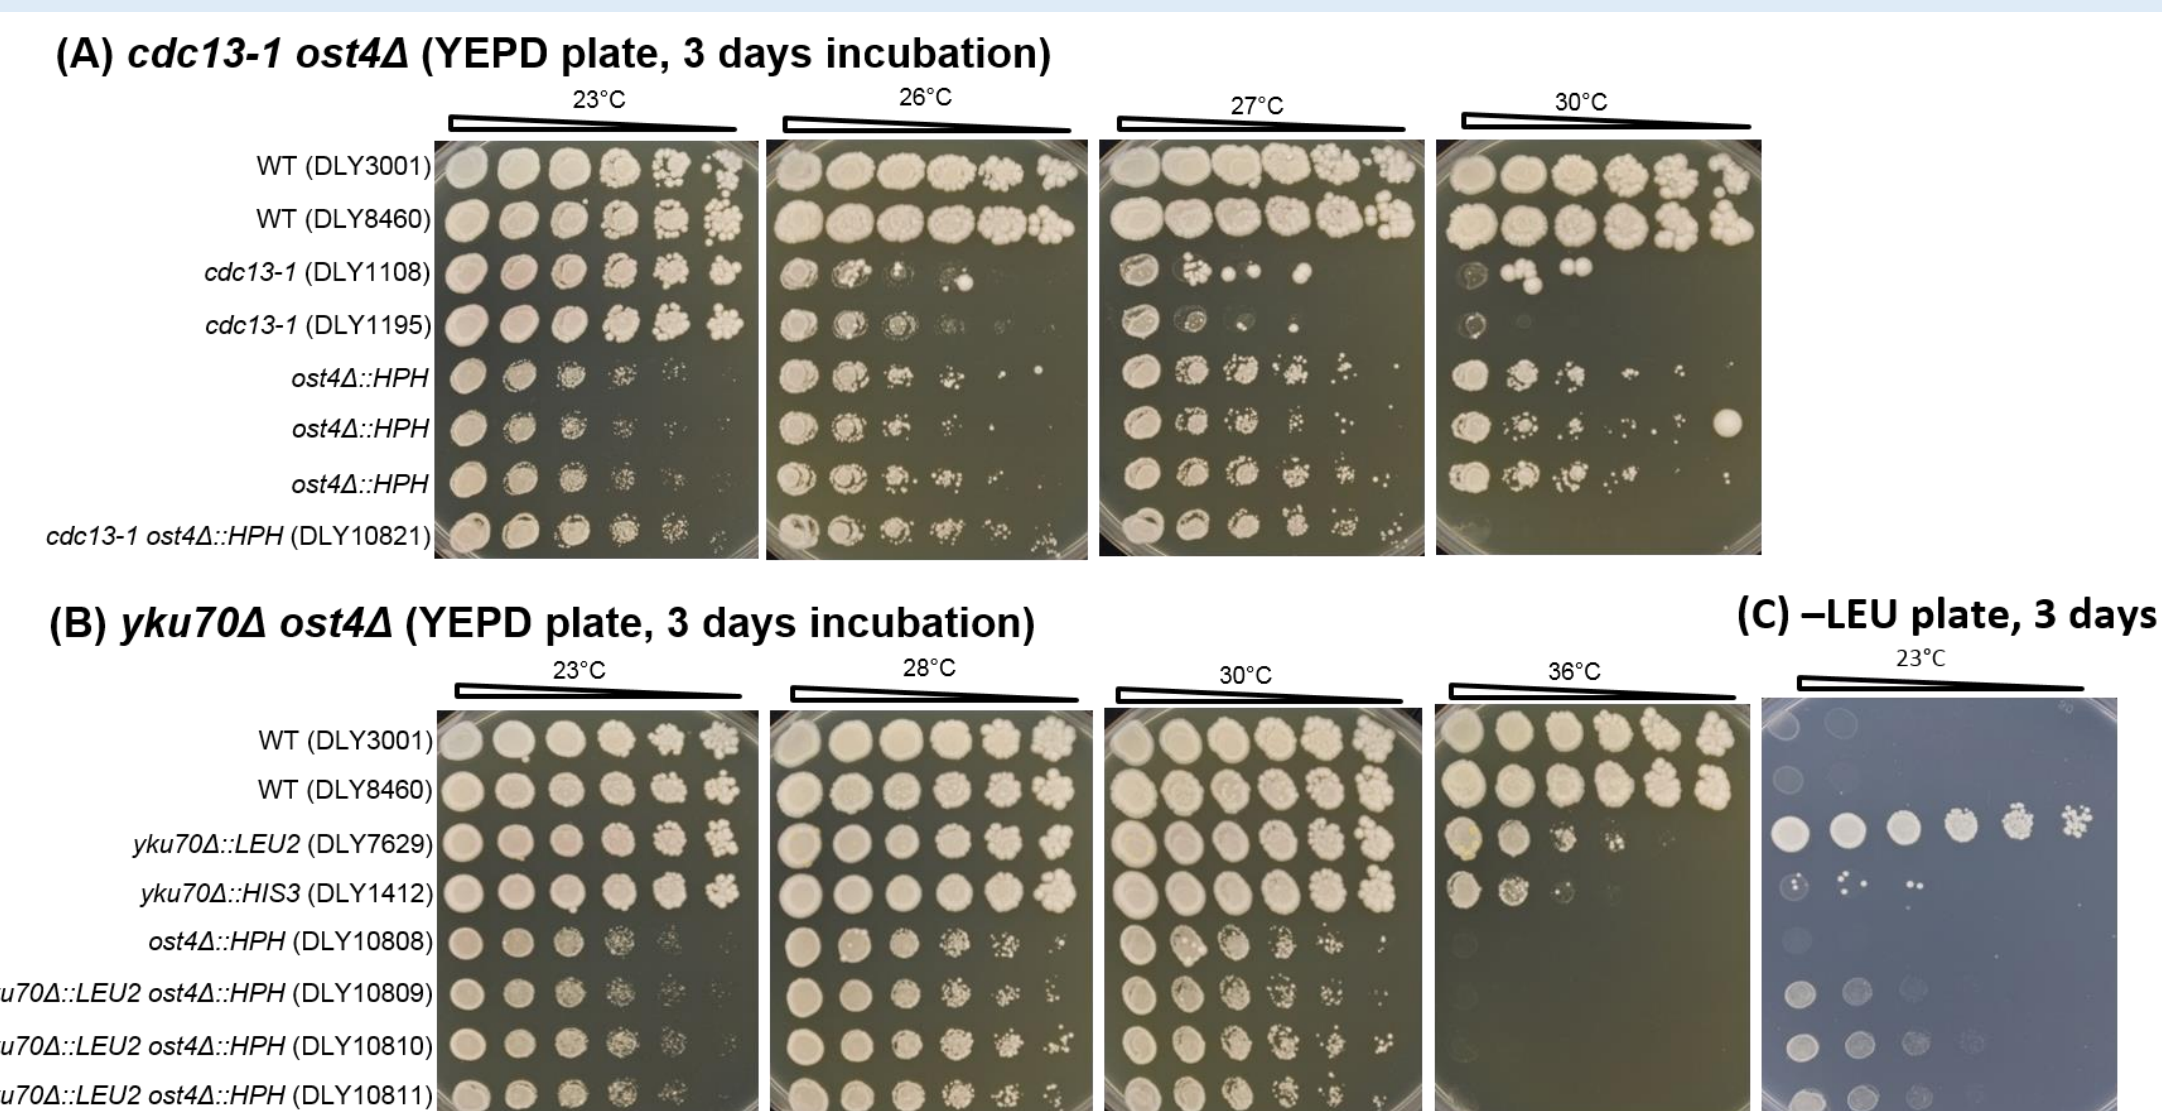 (A) cdc13-1 ost4Δ (YEPD plate, 3 days incubation)
23°C 26°C 27°C 30°C
WT (DLY3001)
WT (DLY8460)
cdc13-1 (DLY1108)
cdc13-1 (DLY1195)
ost4Δ::HPH
ost4Δ::HPH
ost4Δ::HPH
cdc13-1 ost4Δ::HPH (DLY10821)
(B) yku70Δ ost4Δ (YEPD plate, 3 days incubation)
(C) –LEU plate, 3 days
23°C 28°C 30°C 36°C 23°C
WT (DLY3001)
WT (DLY8460)
yku70Δ::LEU2 (DLY7629)
yku70Δ::HIS3 (DLY1412)
ost4Δ::HPH (DLY10808)
u70Δ::LEU2 ost4Δ::HPH (DLY10809)
u70Δ::LEU2 ost4Δ::HPH (DLY10810)
u70Δ::LEU2 ost4Δ::HPH (DLY10811)